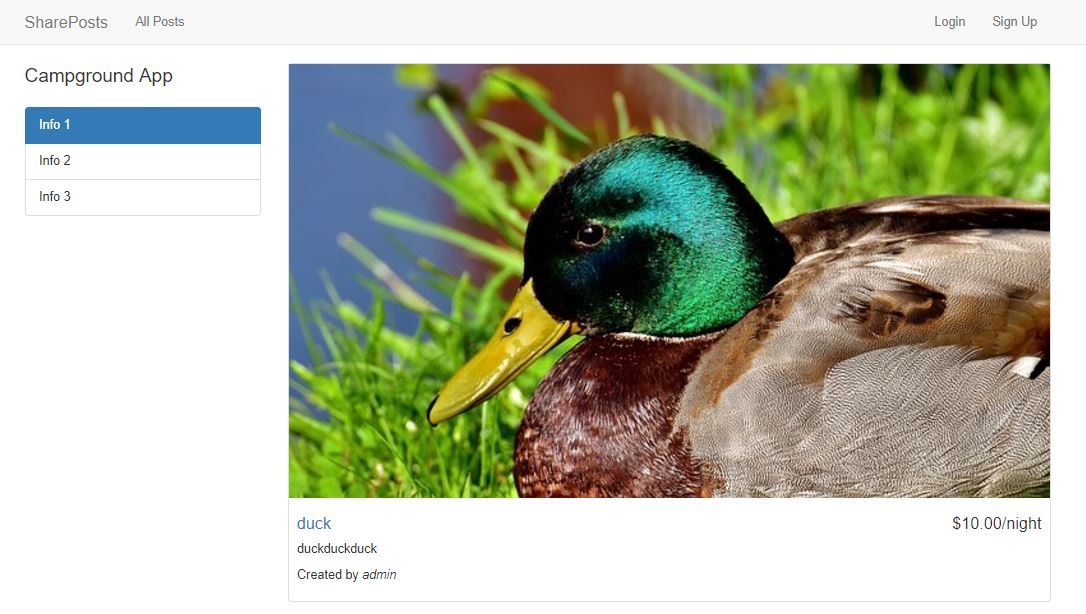 SharePosts All Posts Login Sign Up
Campground App
Info 1
Info 2
Info 3
duck $10.00/night
duckduckduck
Created by admin